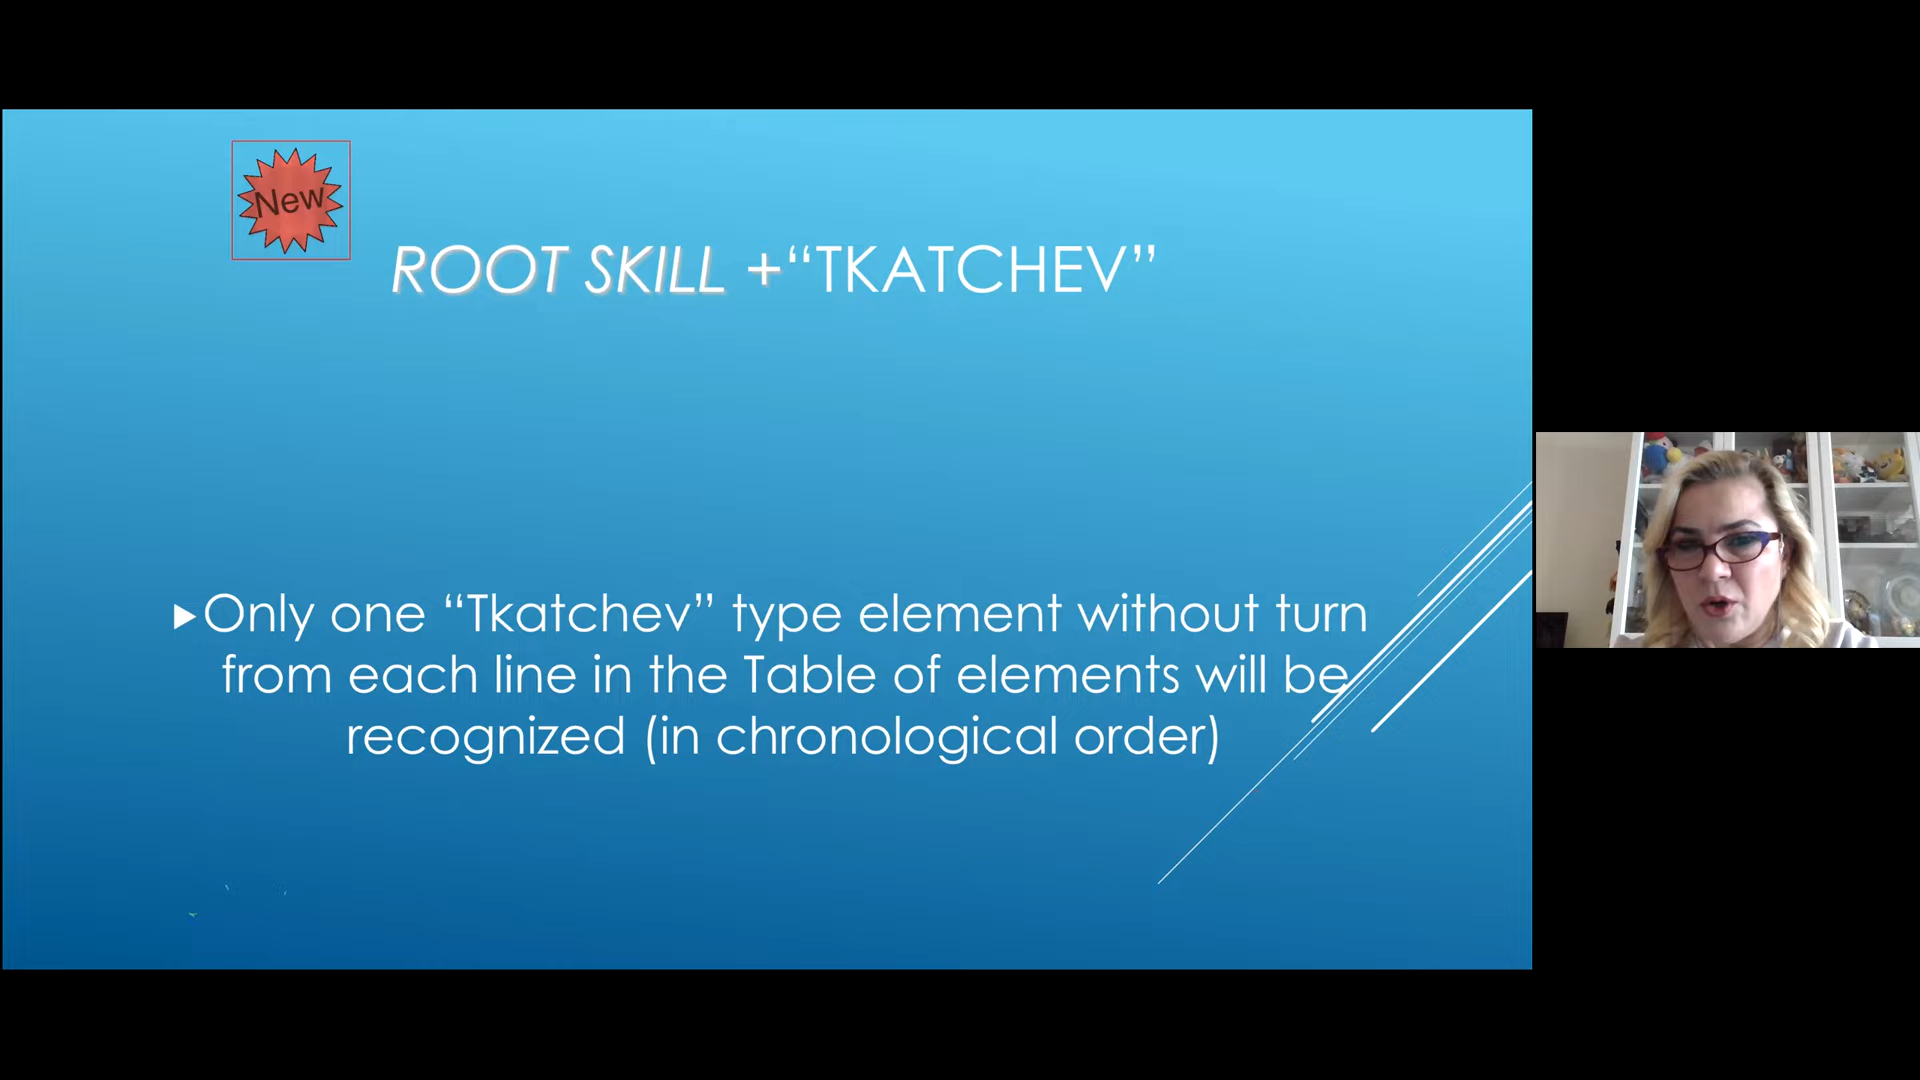 New
ROOT SKILL +“TKATCHEV”
Only one “Tkatchev” type element without turn
from each line in the Table of elements will be
recognized (in chronological order)